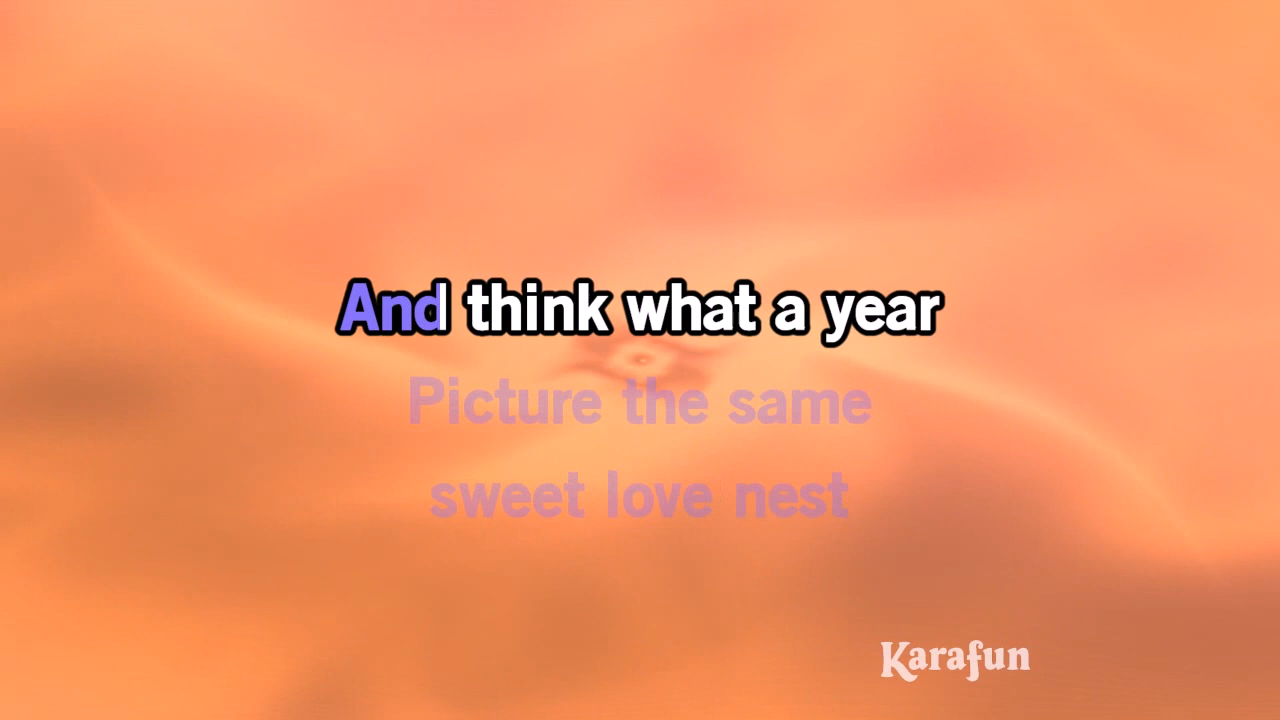 And think what a year
Picture the same
sweet love nest
Karafun